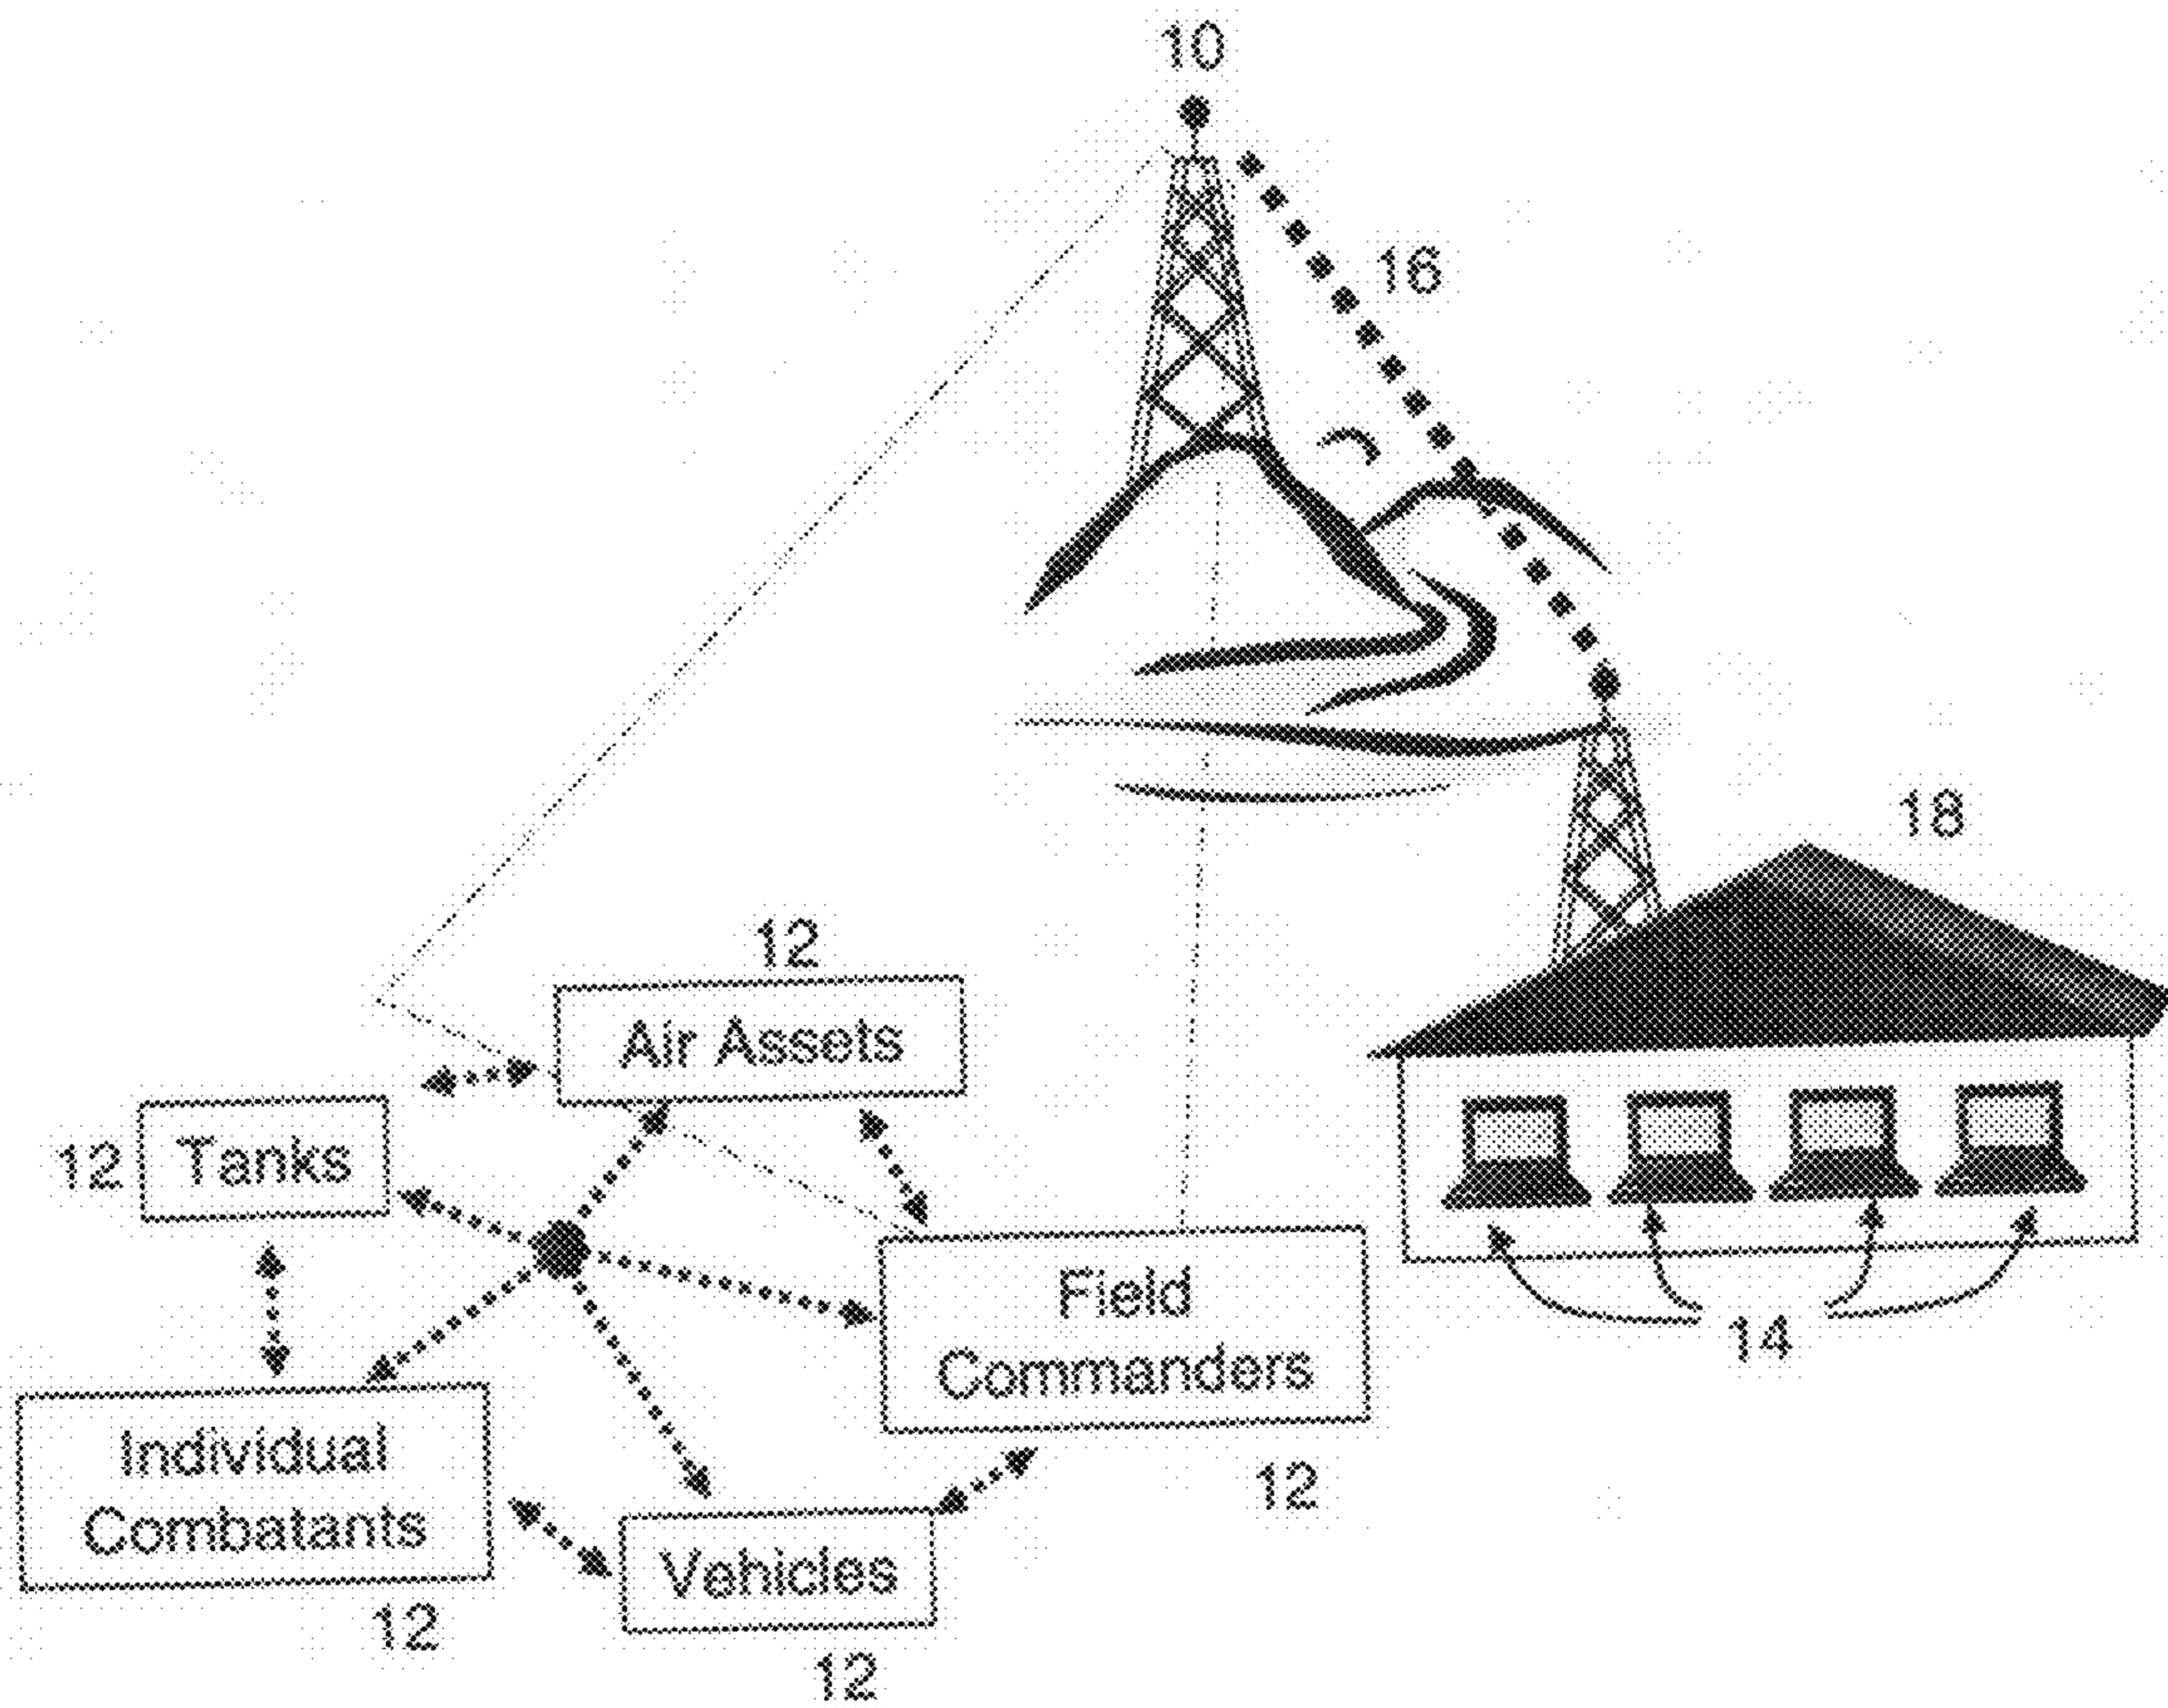 10
16
18
12
Air Assets
12
Tanks
Field
Commanders
14
12
Individual
Combatants
12
Vehicles
12